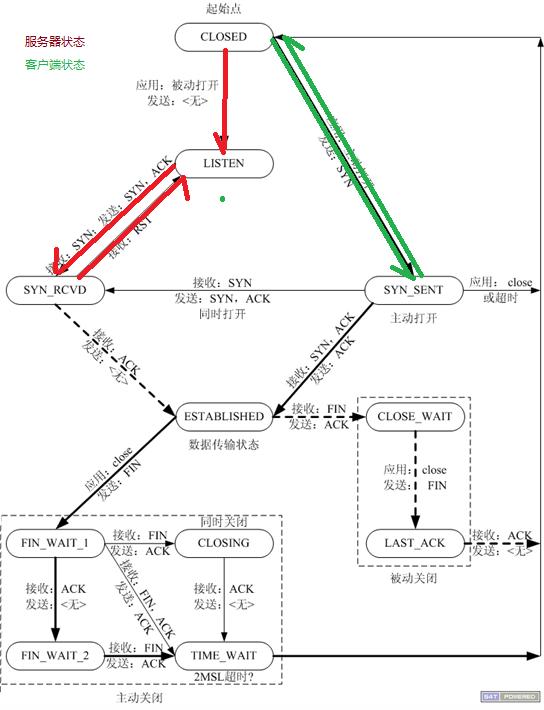 起始点
CLOSED
服务器状态
客户端状态
应用：被动打开
发送：<无>
发送：SYN
LISTEN
接收：SYN；发送：SYN，ACK
接收：RST
SYN_RCVD
接收：SYN
发送：SYN，ACK
同时打开
SYN_SENT
主动打开
应用：close
或超时
接收：ACK
发送：<无>
接收：SYN，ACK
发送：ACK
ESTABLISHED
数据传输状态
接收：FIN
发送：ACK
CLOSE_WAIT
应用：close
发送：FIN
应用：close
发送： FIN
FIN_WAIT_1
接收：FIN
发送：ACK
同时关闭
CLOSING
LAST_ACK
接收：ACK
发送：<无>
被动关闭
接收：ACK
发送：<无>
接收：FIN，ACK
发送：ACK
接收：ACK
发送：<无>
FIN_WAIT_2
接收：FIN
发送：ACK
TIME_WAIT
2MSL超时?
主动关闭
POWERED